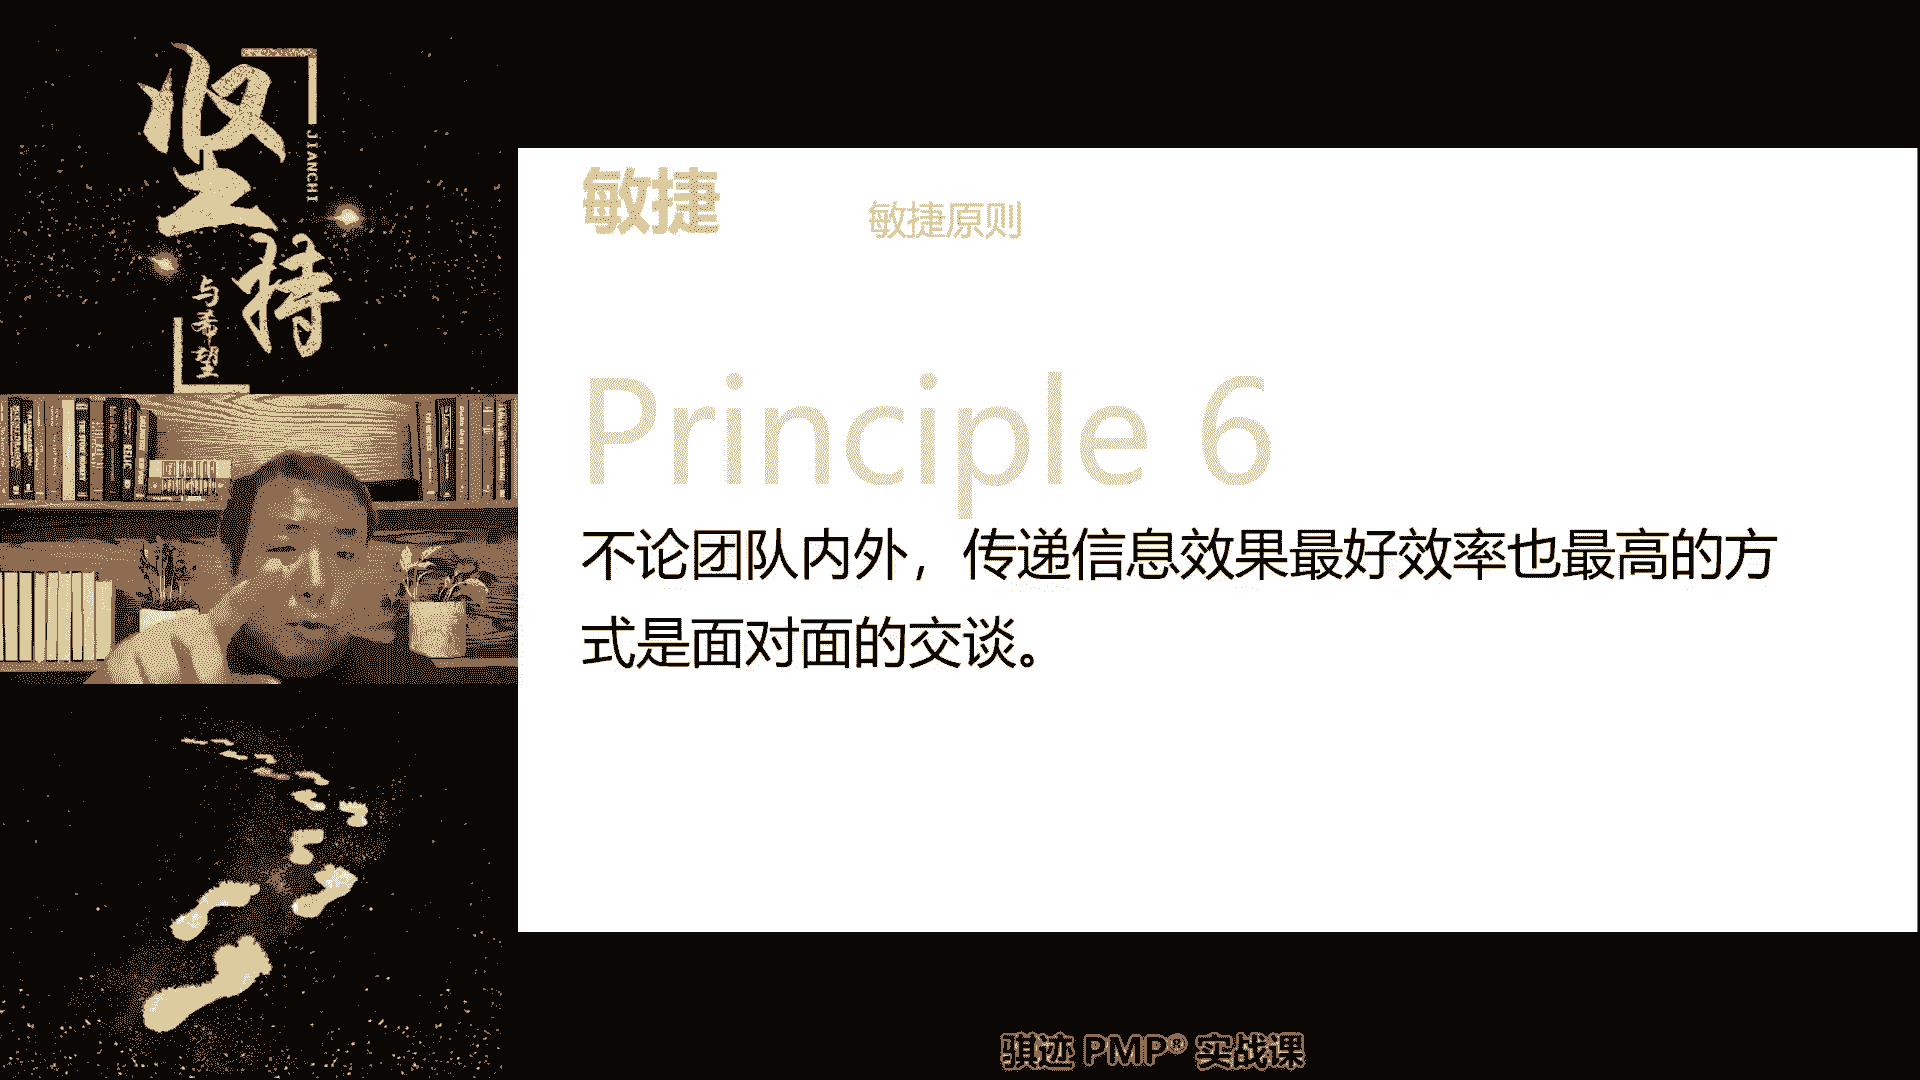 坚持
JIANCHI
与希望
敏捷
敏捷原则
Principle 6
不论团队内外，传递信息效果最好效率也最高的方
式是面对面的交谈。
骐迹 PMP® 实战课